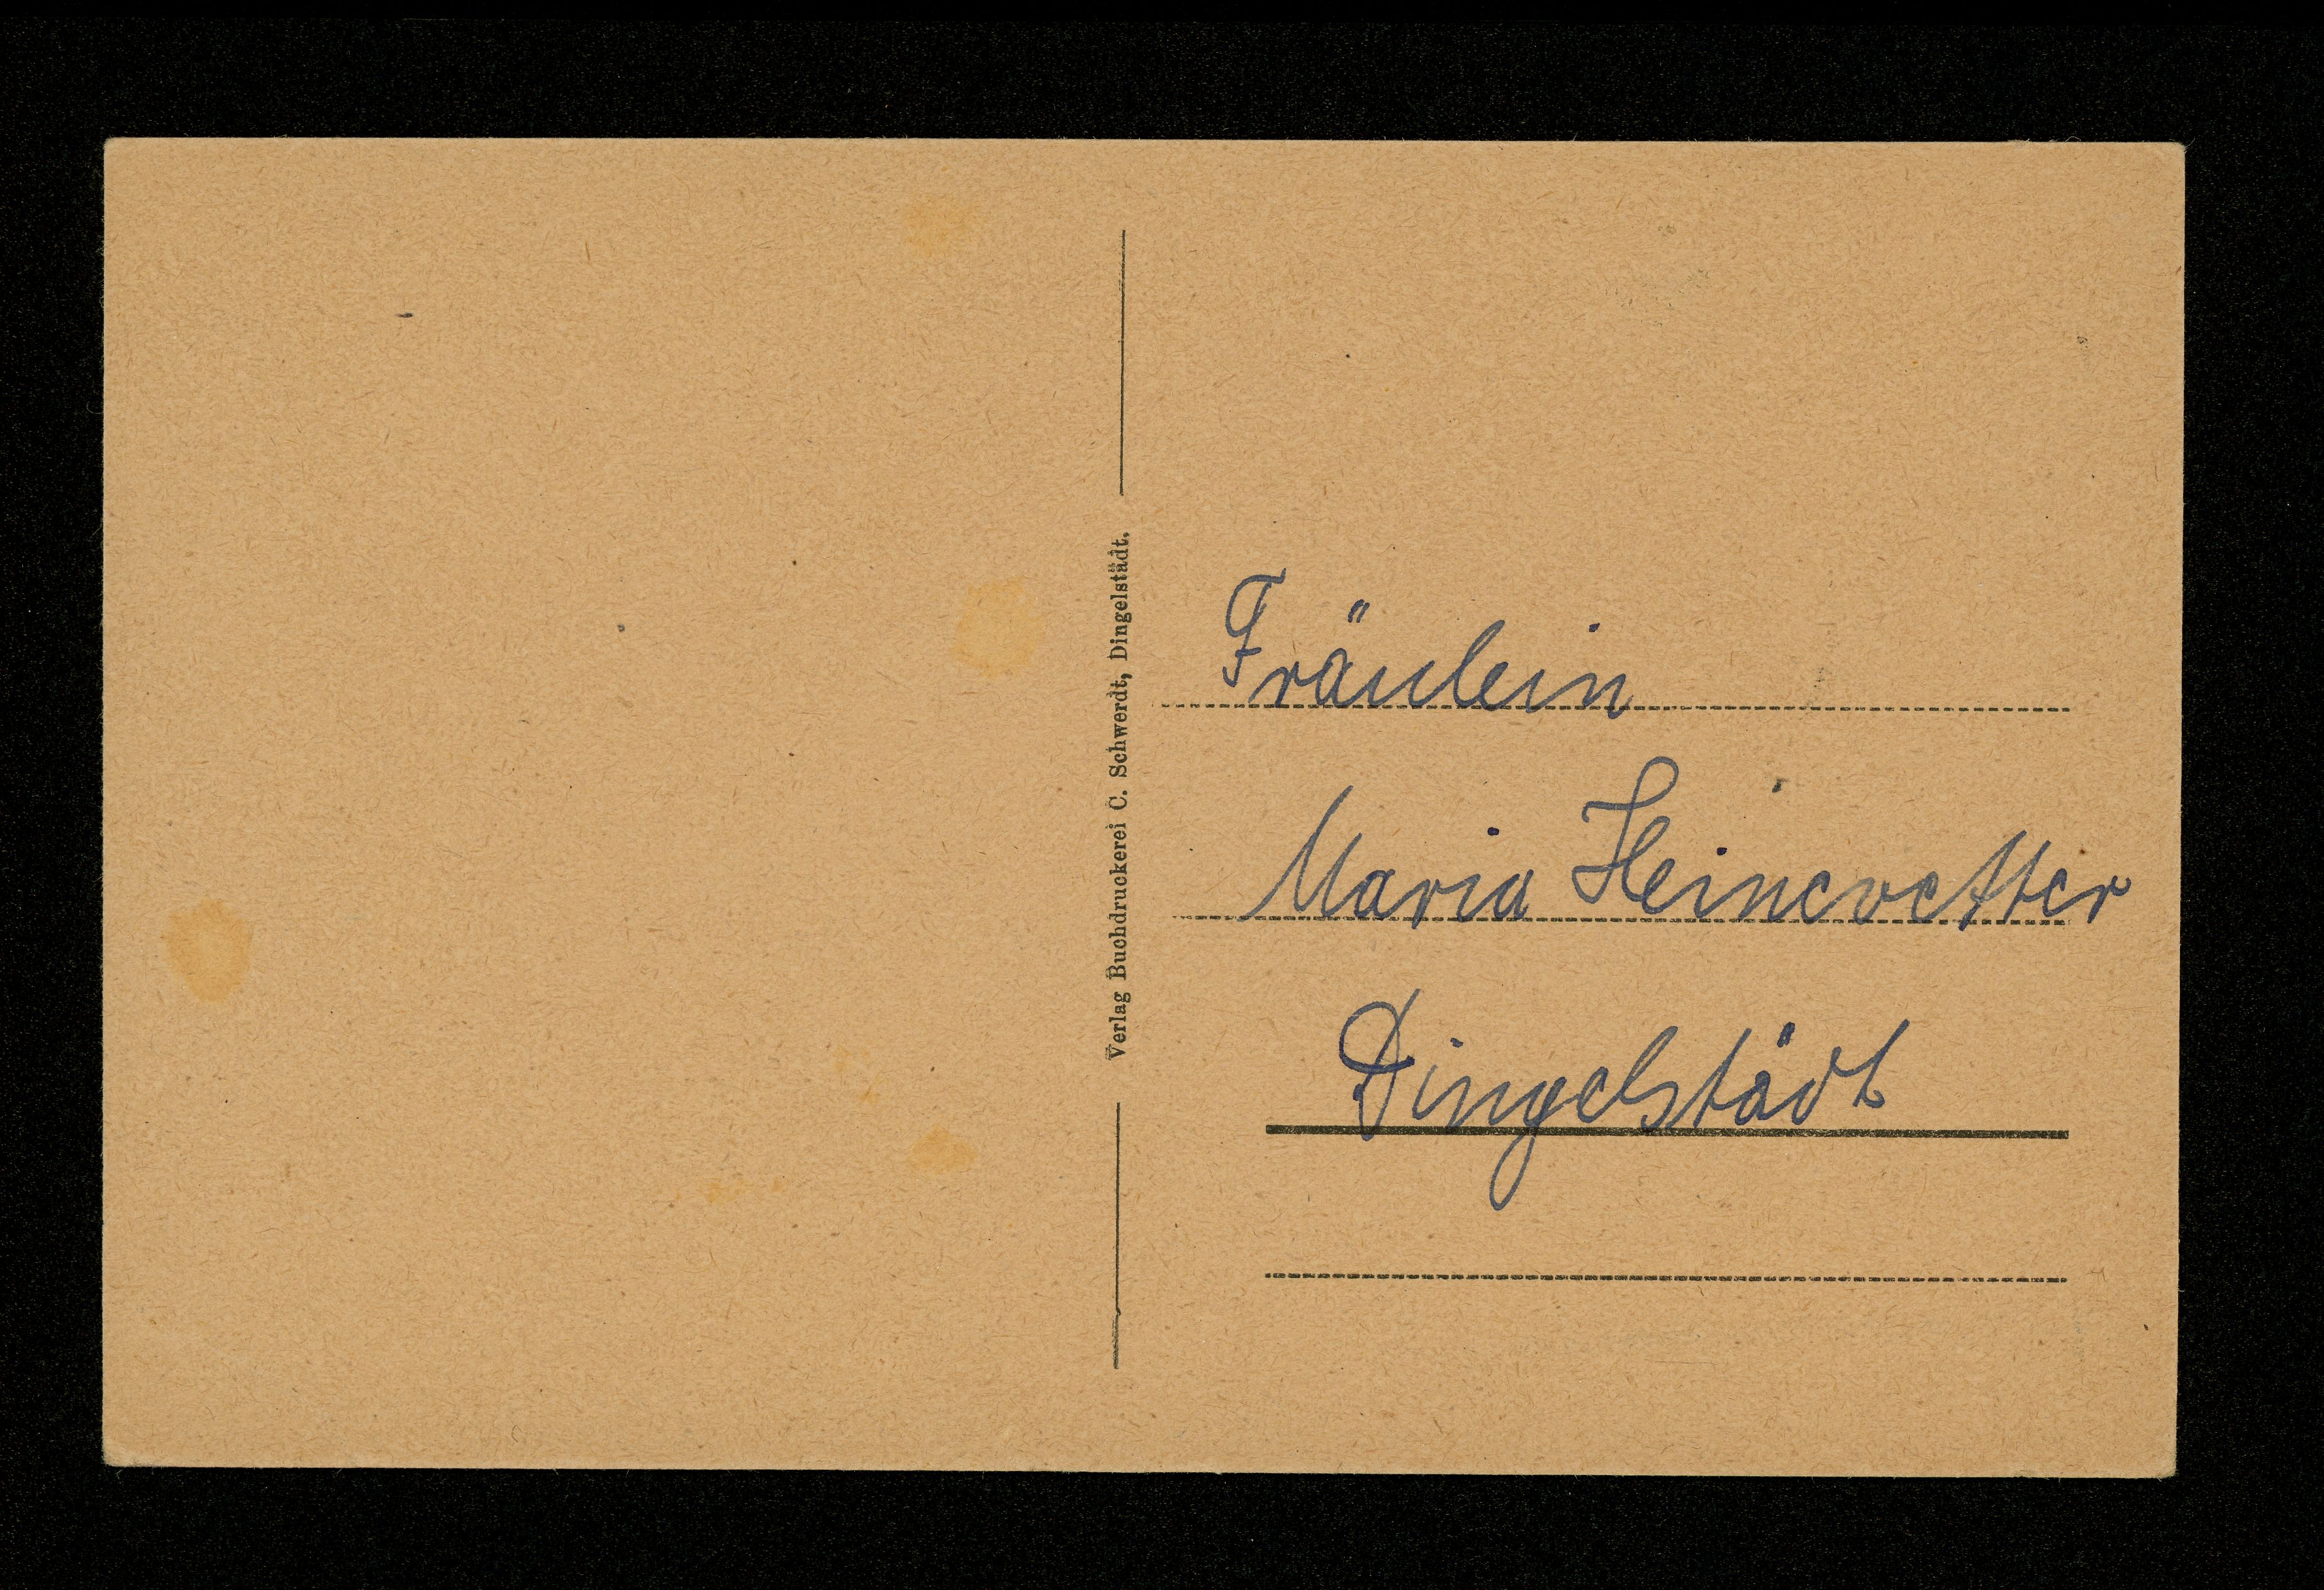 Verlag Buchdruckerei C. Schwerdt, Dingelstädt.
Fräulein
Maria Heinevetter
Dingelstädt